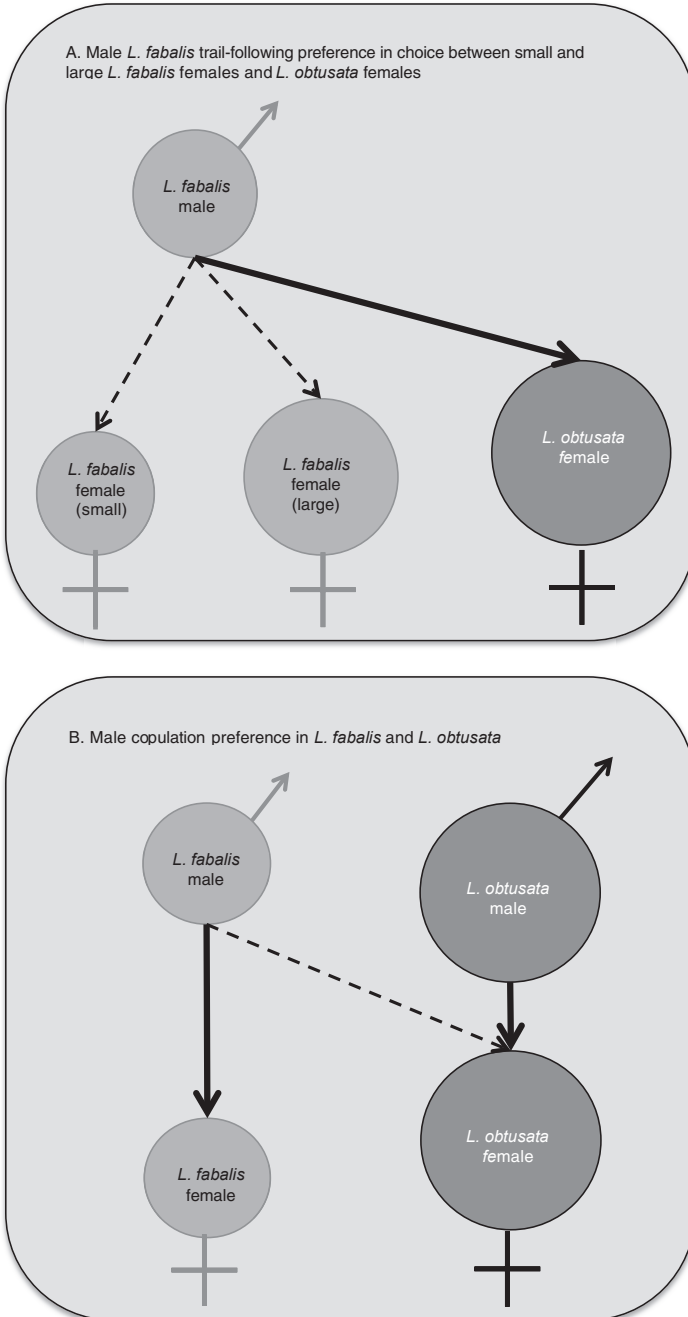 A. Male L. fabalis trail-following preference in choice between small and
large L. fabalis females and L. obtusata females
L. fabalis
male
L. fabalis
female
(small)
L. fabalis
female
(large)
L. obtusata
female
B. Male copulation preference in L. fabalis and L. obtusata
L. fabalis
male
L. obtusata
male
L. fabalis
female
L. obtusata
female